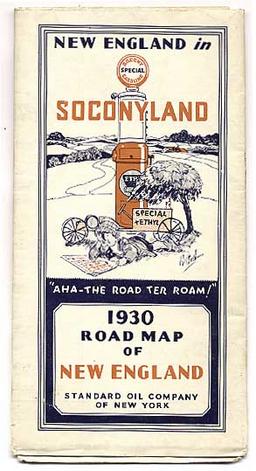 NEW ENGLAND in
SOCONY
SPECIAL
GASOLINE
SOCONYLAND
ETHYL
SPECIAL
+ ETHYL
"AHA-THE ROAD TER ROAM!"
1930
ROAD MAP
OF
NEW ENGLAND
STANDARD OIL COMPANY
OF NEW YORK